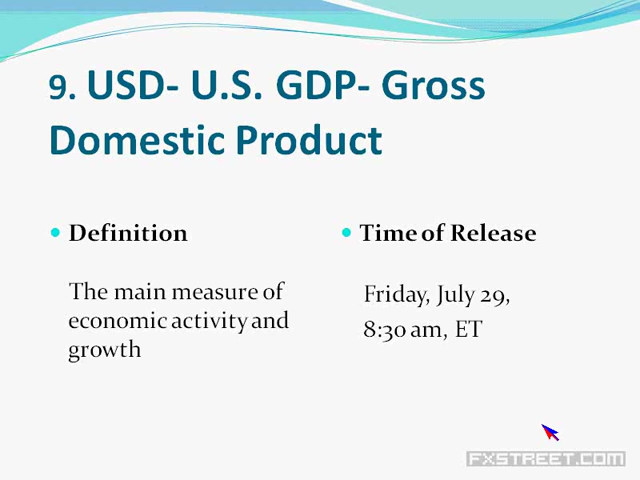 9. USD- U.S. GDP- Gross
Domestic Product
• Definition
The main measure of
economic activity and
growth
• Time of Release
Friday, July 29,
8:30 am, ET
FXSTREET.COM